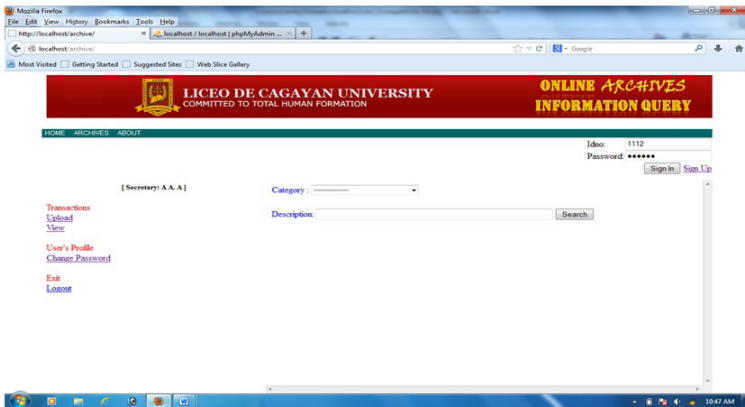 Mozilla Firefox
File Edit View History Bookmarks Tools Help
http://localhost/archive/ × localhost / localhost | phpMyAdmin ... × +
localhost/archive/ Google
Most Visited Getting Started Suggested Sites Web Slice Gallery
LICEO DE CAGAYAN UNIVERSITY
COMMITTED TO TOTAL HUMAN FORMATION
ONLINE ARCHIVES
INFORMATION QUERY
HOME ARCHIVES ABOUT
Idno: 1112
Password: ••••••
Sign In Sign Up
[ Secretary: A A. A ]
Category : -------------
Transactions
Upload
View
Description: Search
User's Profile
Change Password
Exit
Logout
10:47 AM